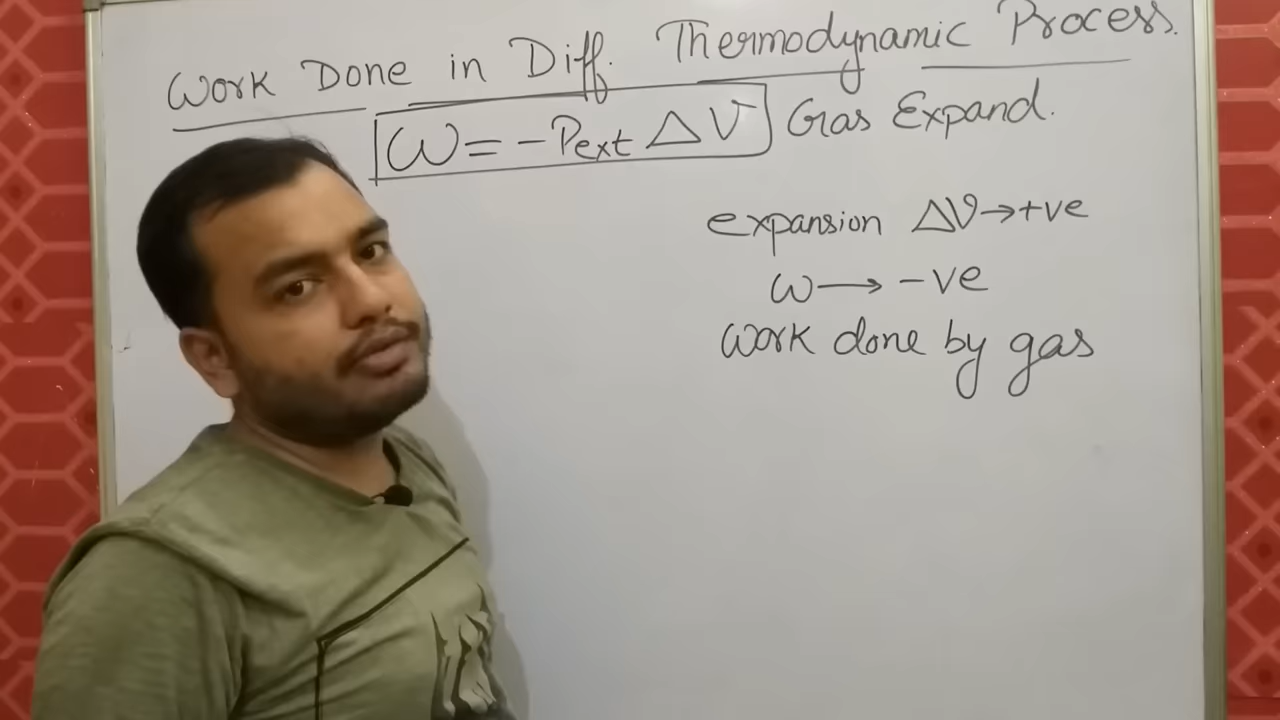 Work Done in Diff. Thermodynamic Process.
W = - Pext ΔV Gas Expand.
expansion ΔV→+ve
W → -ve
work done by gas